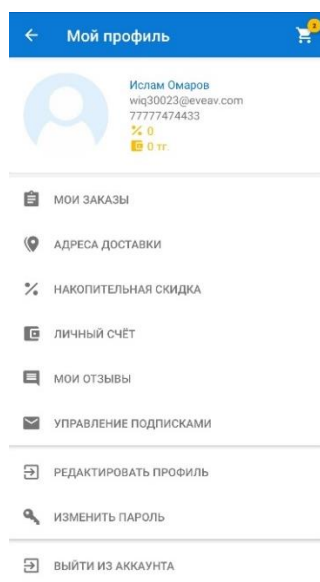 Мой профиль
2
Ислам Омаров
wiq30023@eveav.com
77777474433
0
0 тг.
МОИ ЗАКАЗЫ
АДРЕСА ДОСТАВКИ
НАКОПИТЕЛЬНАЯ СКИДКА
ЛИЧНЫЙ СЧЁТ
МОИ ОТЗЫВЫ
УПРАВЛЕНИЕ ПОДПИСКАМИ
РЕДАКТИРОВАТЬ ПРОФИЛЬ
ИЗМЕНИТЬ ПАРОЛЬ
ВЫЙТИ ИЗ АККАУНТА